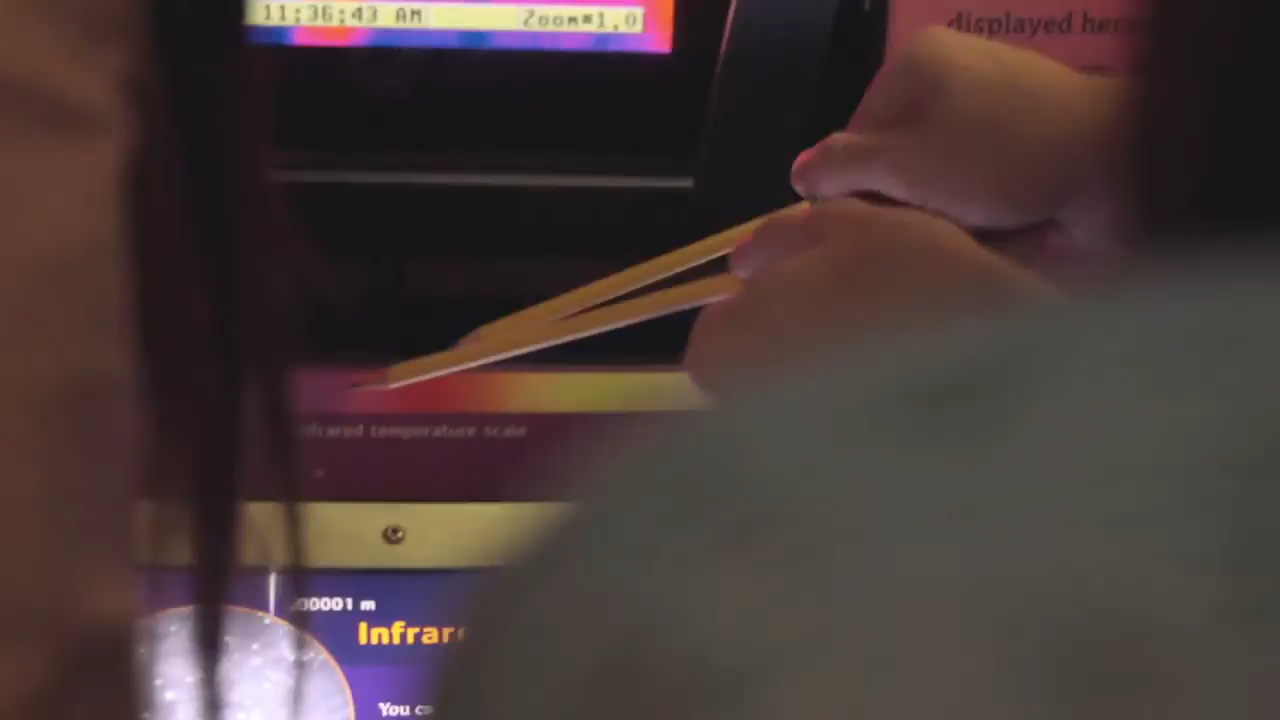 11:36:43 AM Zoom=1.0
displayed here
Infrared temperature scale
.00001 m
Infrar
You c